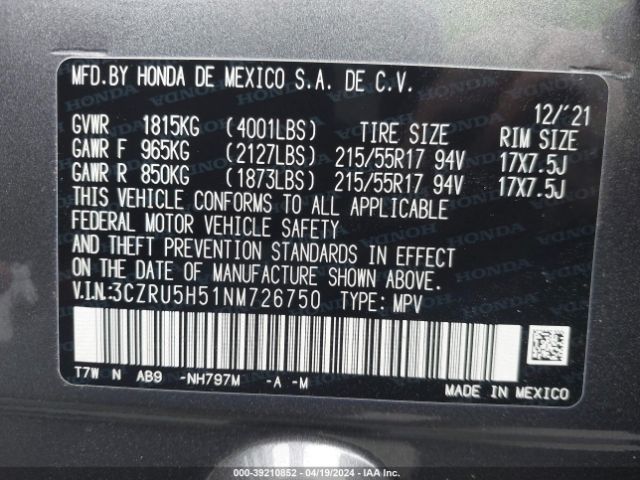 MFD.BY HONDA DE MEXICO S.A. DE C.V.
12/'21
GVWR 1815KG (4001LBS) TIRE SIZE RIM SIZE
GAWR F 965KG (2127LBS) 215/55R17 94V 17X7.5J
GAWR R 850KG (1873LBS) 215/55R17 94V 17X7.5J
THIS VEHICLE CONFORMS TO ALL APPLICABLE
FEDERAL MOTOR VEHICLE SAFETY
AND THEFT PREVENTION STANDARDS IN EFFECT
ON THE DATE OF MANUFACTURE SHOWN ABOVE.
V.I.N:3CZRU5H51NM726750 TYPE: MPV
T7W N AB9 -NH797M -A -M
MADE IN MEXICO
000-39210852 - 04/19/2024 - IAA Inc.